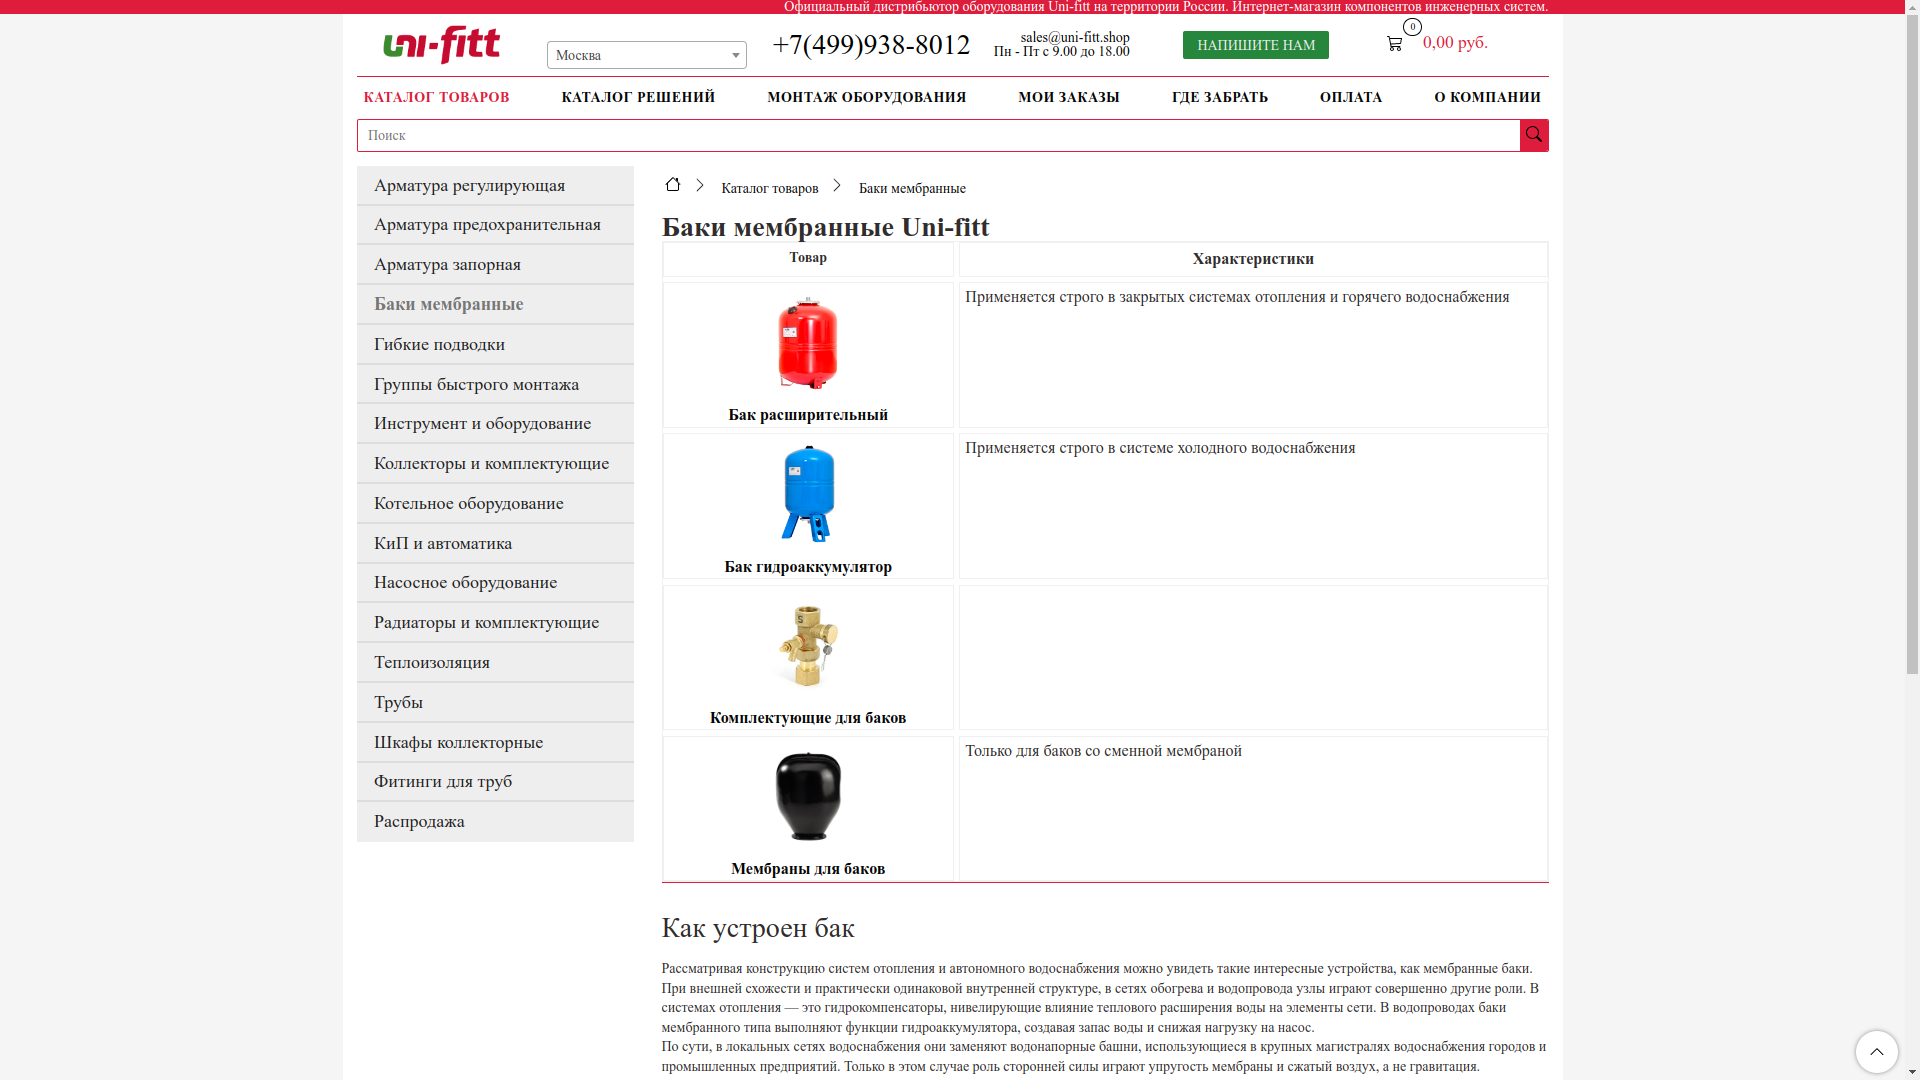 Официальный дистрибьютор оборудования Uni-fitt на территории России. Интернет-магазин компонентов инженерных систем.
uni-fitt
Москва
+7(499)938-8012
sales@uni-fitt.shop
Пн - Пт с 9.00 до 18.00
НАПИШИТЕ НАМ
0
0,00 руб.
КАТАЛОГ ТОВАРОВ
КАТАЛОГ РЕШЕНИЙ
МОНТАЖ ОБОРУДОВАНИЯ
МОИ ЗАКАЗЫ
ГДЕ ЗАБРАТЬ
ОПЛАТА
О КОМПАНИИ
Поиск
Арматура регулирующая
Арматура предохранительная
Арматура запорная
Баки мембранные
Гибкие подводки
Группы быстрого монтажа
Инструмент и оборудование
Коллекторы и комплектующие
Котельное оборудование
КиП и автоматика
Насосное оборудование
Радиаторы и комплектующие
Теплоизоляция
Трубы
Шкафы коллекторные
Фитинги для труб
Распродажа
Каталог товаров
Баки мембранные
Баки мембранные Uni-fitt
Товар
Характеристики
Бак расширительный
Применяется строго в закрытых системах отопления и горячего водоснабжения
Бак гидроаккумулятор
Применяется строго в системе холодного водоснабжения
Комплектующие для баков
Мембраны для баков
Только для баков со сменной мембраной
Как устроен бак
Рассматривая конструкцию систем отопления и автономного водоснабжения можно увидеть такие интересные устройства, как мембранные баки.
При внешней схожести и практически одинаковой внутренней структуре, в сетях обогрева и водопровода узлы играют совершенно другие роли. В
системах отопления — это гидрокомпенсаторы, нивелирующие влияние теплового расширения воды на элементы сети. В водопроводах баки
мембранного типа выполняют функции гидроаккумулятора, создавая запас воды и снижая нагрузку на насос.
По сути, в локальных сетях водоснабжения они заменяют водонапорные башни, использующиеся в крупных магистралях водоснабжения городов и
промышленных предприятий. Только в этом случае роль сторонней силы играют упругость мембраны и сжатый воздух, а не гравитация.